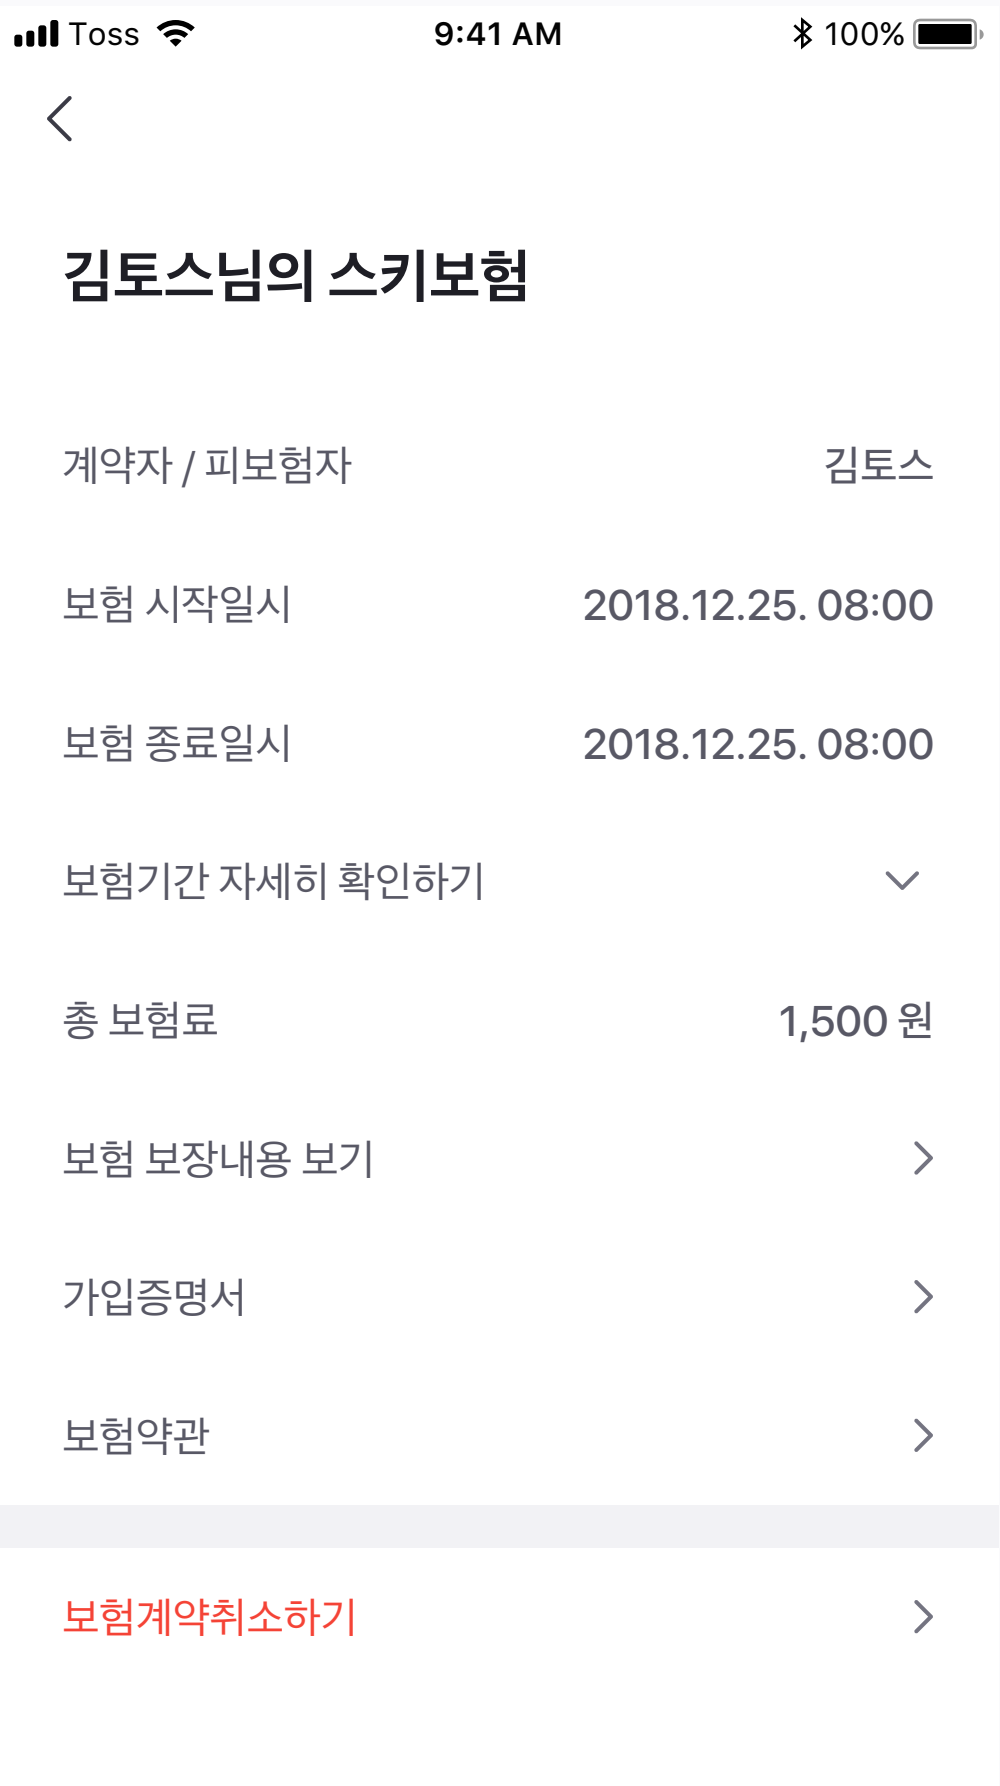 Toss 9:41 AM 100%
김토스님의 스키보험
계약자 / 피보험자 김토스
보험 시작일시 2018.12.25. 08:00
보험 종료일시 2018.12.25. 08:00
보험기간 자세히 확인하기
총 보험료 1,500 원
보험 보장내용 보기
가입증명서
보험약관
보험계약취소하기